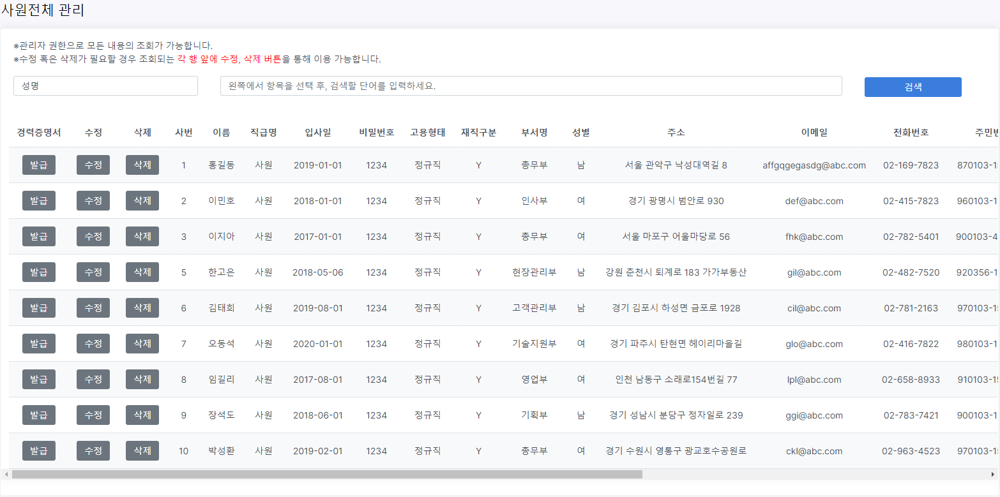 사원전체 관리
※관리자 권한으로 모든 내용의 조회가 가능합니다.
※수정 혹은 삭제가 필요할 경우 조회되는 각 행 앞에 수정, 삭제 버튼을 통해 이용 가능합니다.
성명 왼쪽에서 항목을 선택 후, 검색할 단어를 입력하세요. 검색
경력증명서 수정 삭제 사번 이름 직급명 입사일 비밀번호 고용형태 재직구분 부서명 성별 주소 이메일 전화번호 주민번
발급 수정 삭제 1 홍길동 사원 2019-01-01 1234 정규직 Y 총무부 남 서울 관악구 낙성대역길 8 affgqgegasdg@abc.com 02-169-7823 870103-1
발급 수정 삭제 2 이민호 사원 2018-01-01 1234 정규직 Y 인사부 여 경기 광명시 범안로 930 def@abc.com 02-415-7823 960103-1
발급 수정 삭제 3 이지아 사원 2017-01-01 1234 정규직 Y 총무부 여 서울 마포구 어울마당로 56 fhk@abc.com 02-782-5401 900103-4
발급 수정 삭제 5 한고은 사원 2018-05-06 1234 정규직 Y 현장관리부 남 강원 춘천시 퇴계로 183 가가부동산 gil@abc.com 02-482-7520 920356-1
발급 수정 삭제 6 김태희 사원 2019-08-01 1234 정규직 Y 고객관리부 남 경기 김포시 하성면 금포로 1928 cil@abc.com 02-781-2163 970103-1
발급 수정 삭제 7 오동석 사원 2020-01-01 1234 정규직 Y 기술지원부 여 경기 파주시 탄현면 헤이리마을길 glo@abc.com 02-416-7822 980103-1
발급 수정 삭제 8 임길리 사원 2017-08-01 1234 정규직 Y 영업부 여 인천 남동구 소래로154번길 77 lpl@abc.com 02-658-8933 910103-1
발급 수정 삭제 9 장석도 사원 2018-06-01 1234 정규직 Y 기획부 남 경기 성남시 분당구 정자일로 239 ggi@abc.com 02-783-7421 900103-1
발급 수정 삭제 10 박성환 사원 2019-02-01 1234 정규직 Y 총무부 여 경기 수원시 영통구 광교호수공원로 ckl@abc.com 02-963-4523 970103-1